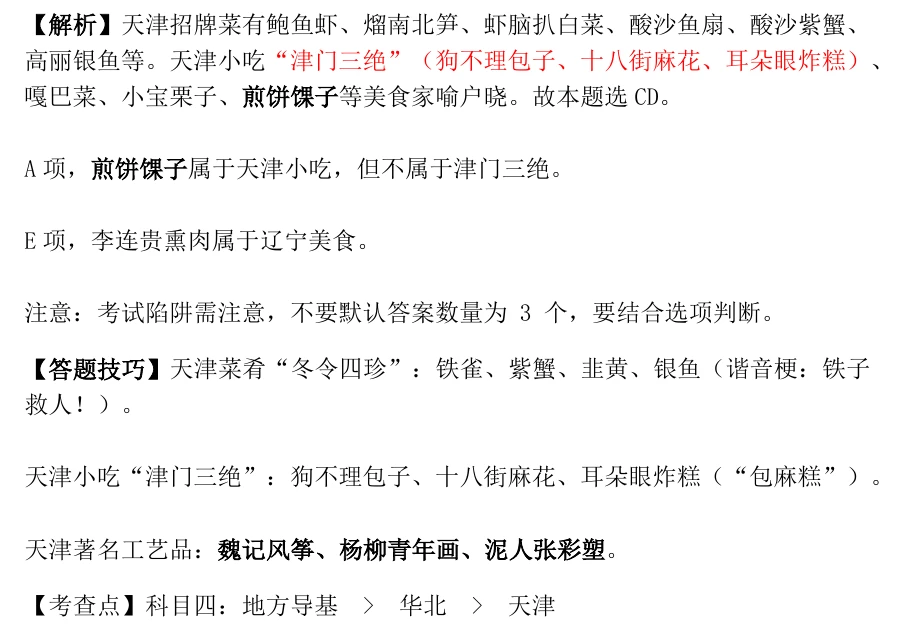 【解析】天津招牌菜有鲍鱼虾、熘南北笋、虾脑扒白菜、酸沙鱼扇、酸沙紫蟹、
高丽银鱼等。天津小吃“津门三绝”（狗不理包子、十八街麻花、耳朵眼炸糕）、
嘎巴菜、小宝栗子、煎饼馃子等美食家喻户晓。故本题选 CD。
A 项，煎饼馃子属于天津小吃，但不属于津门三绝。
E 项，李连贵熏肉属于辽宁美食。
注意：考试陷阱需注意，不要默认答案数量为 3 个，要结合选项判断。
【答题技巧】天津菜肴“冬令四珍”：铁雀、紫蟹、韭黄、银鱼（谐音梗：铁子
救人！）。
天津小吃“津门三绝”：狗不理包子、十八街麻花、耳朵眼炸糕（“包麻糕”）。
天津著名工艺品：魏记风筝、杨柳青年画、泥人张彩塑。
【考查点】科目四：地方导基 > 华北 > 天津